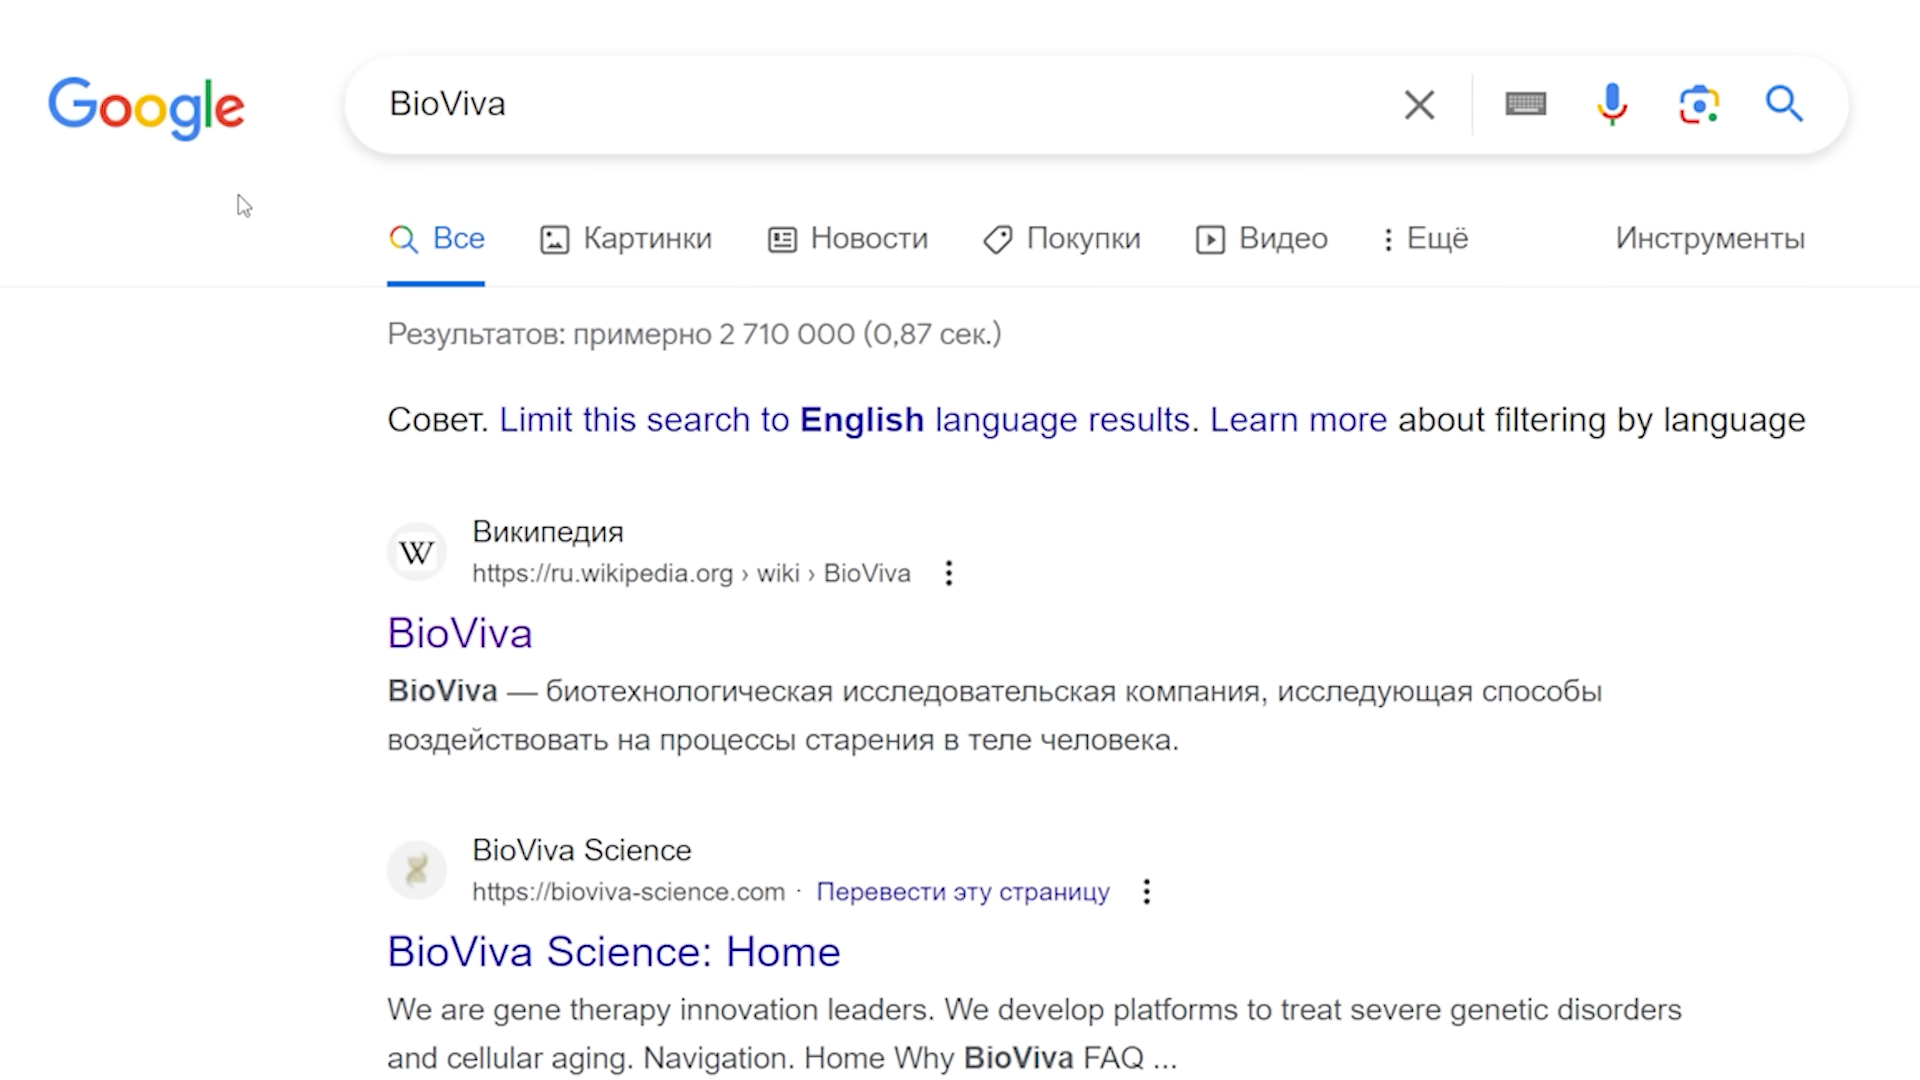 Google
BioViva
Все Картинки Новости Покупки Видео Ещё Инструменты
Результатов: примерно 2 710 000 (0,87 сек.)
Совет. Limit this search to English language results. Learn more about filtering by language
W
Википедия
https://ru.wikipedia.org › wiki › BioViva
BioViva
BioViva — биотехнологическая исследовательская компания, исследующая способы
воздействовать на процессы старения в теле человека.
BioViva Science
https://bioviva-science.com · Перевести эту страницу
BioViva Science: Home
We are gene therapy innovation leaders. We develop platforms to treat severe genetic disorders
and cellular aging. Navigation. Home Why BioViva FAQ ...